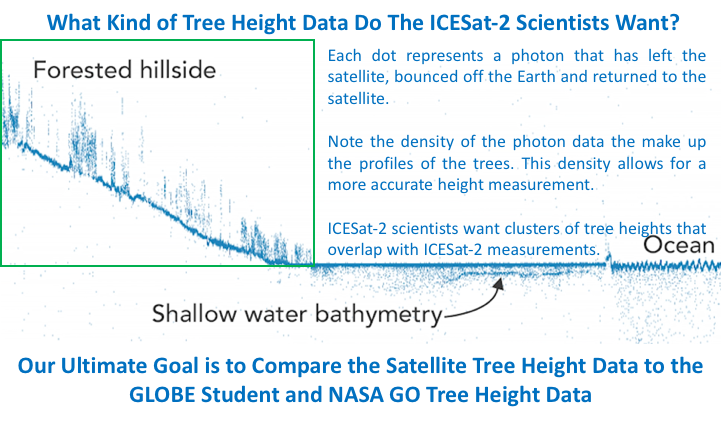 What Kind of Tree Height Data Do The ICESat-2 Scientists Want?
Forested hillside
Each dot represents a photon that has left the
satellite, bounced off the Earth and returned to the
satellite.
Note the density of the photon data the make up
the profiles of the trees. This density allows for a
more accurate height measurement.
ICESat-2 scientists want clusters of tree heights that
overlap with ICESat-2 measurements.
Ocean
Shallow water bathymetry
Our Ultimate Goal is to Compare the Satellite Tree Height Data to the
GLOBE Student and NASA GO Tree Height Data